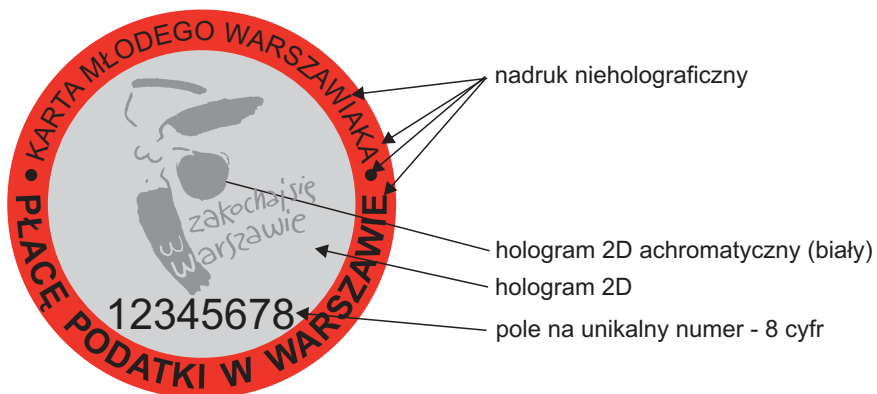 • KARTA MŁODEGO WARSZAWIAKA •
zakochaj się
w warszawie
12345678
PŁACĘ PODATKI W WARSZAWIE
nadruk nieholograficzny
hologram 2D achromatyczny (biały)
hologram 2D
pole na unikalny numer - 8 cyfr